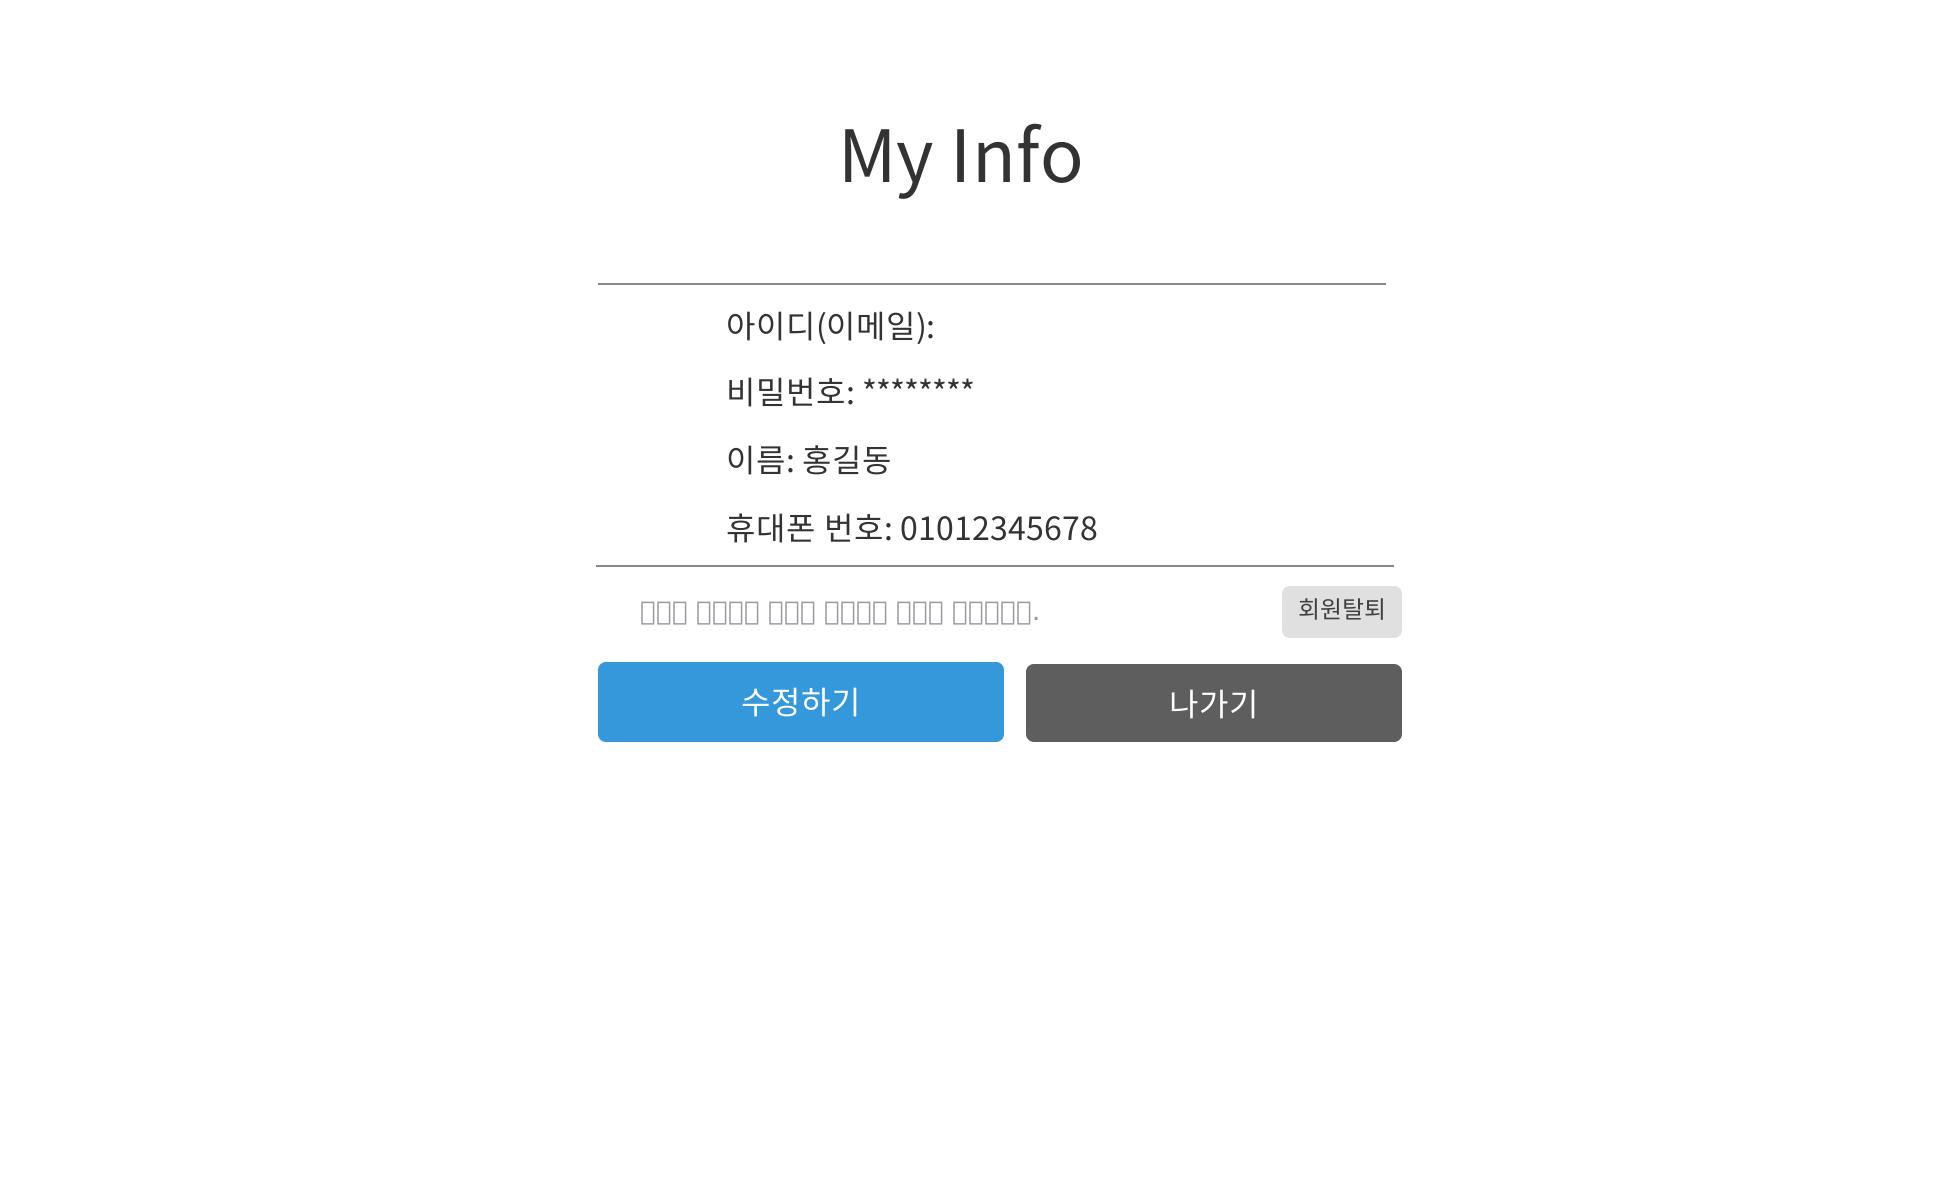 My Info
아이디(이메일):
비밀번호: ********
이름: 홍길동
휴대폰 번호: 01012345678
회원탈퇴
수정하기
나가기